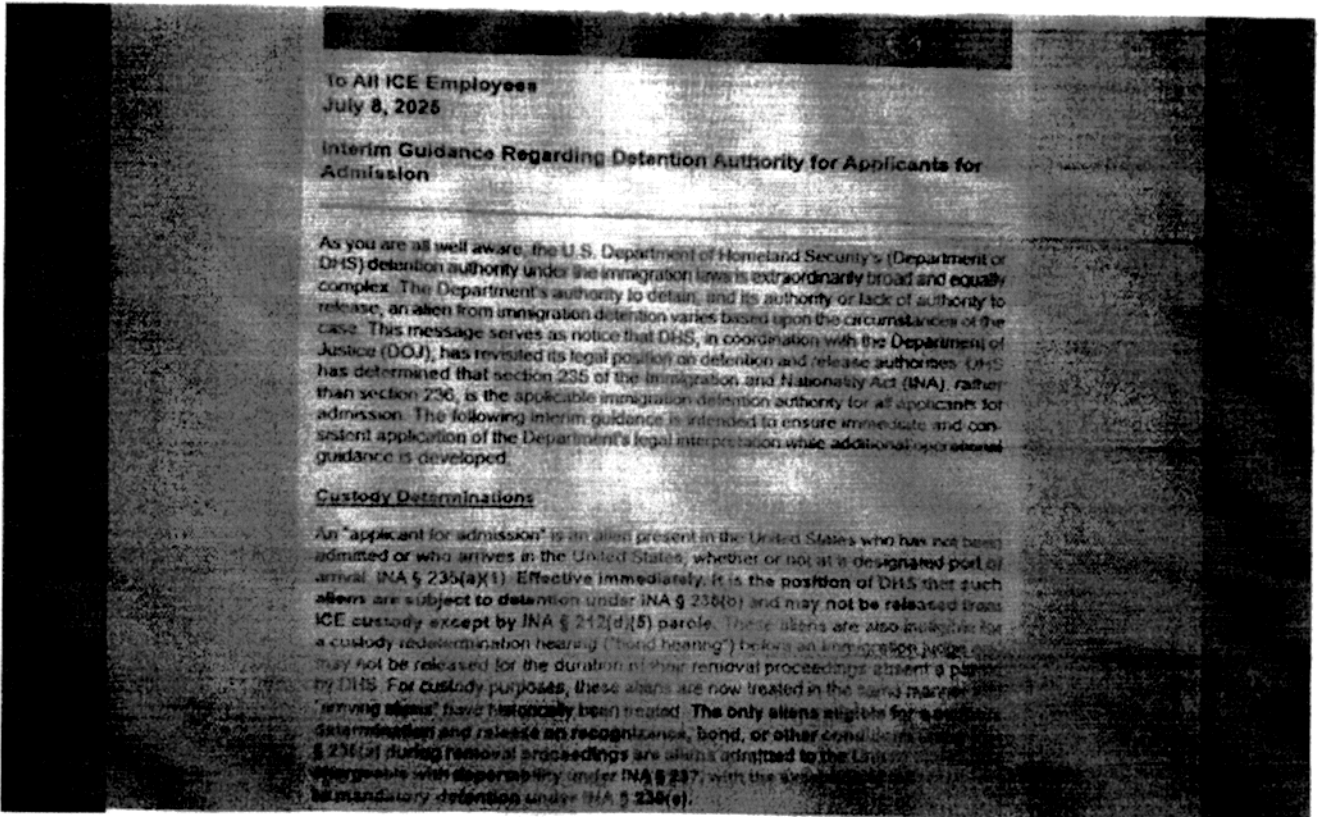 To All ICE Employees
July 8, 2025
Interim Guidance Regarding Detention Authority for Applicants for
Admission
As you are all well aware, the U.S. Department of Homeland Security's (Department or
DHS) detention authority under the immigration laws is extraordinarily broad and equally
complex. The Department's authority to detain, and its authority or lack of authority to
release, an alien from immigration detention varies based upon the circumstances of the
case. This message serves as notice that DHS, in coordination with the Department of
Justice (DOJ), has revisited its legal position on detention and release authorities. DHS
has determined that section 235 of the Immigration and Nationality Act (INA), rather
than section 236, is the applicable immigration detention authority for all applicants for
admission. The following interim guidance is intended to ensure immediate and con-
sistent application of the Department's legal interpretation while additional operational
guidance is developed.
Custody Determinations
An "applicant for admission" is an alien present in the United States who has not been
admitted or who arrives in the United States, whether or not at a designated port of
arrival. INA § 235(a)(1). Effective immediately, it is the position of DHS that such
aliens are subject to detention under INA § 235(b) and may not be released from
ICE custody except by INA § 212(d)(5) parole. These aliens are also ineligible for
a custody redetermination hearing ("bond hearing") before an immigration judge
may not be released for the duration of their removal proceedings absent a
by DHS. For custody purposes, these aliens are now treated in the same manner
"arriving aliens" have historically been treated. The only aliens eligible for a
determination and release on recognizance, bond, or other conditions
§ 236(a) during removal proceedings are aliens admitted to the
chargeable with deportability under INA § 237, with the
to mandatory detention under INA § 236(c).